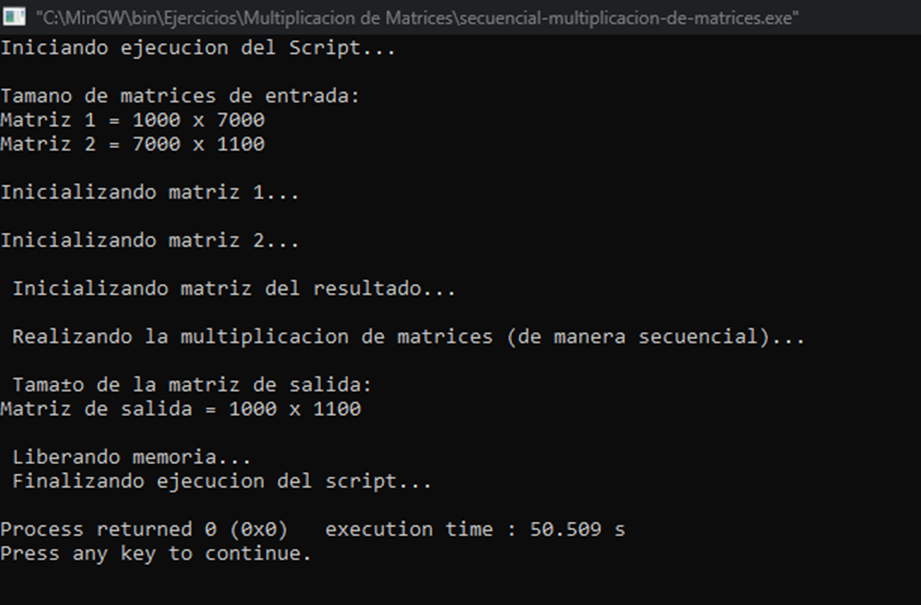 "C:\MinGW\bin\Ejercicios\Multiplicacion de Matrices\secuencial-multiplicacion-de-matrices.exe"
Iniciando ejecucion del Script...
Tamano de matrices de entrada:
Matriz 1 = 1000 x 7000
Matriz 2 = 7000 x 1100
Inicializando matriz 1...
Inicializando matriz 2...
Inicializando matriz del resultado...
Realizando la multiplicacion de matrices (de manera secuencial)...
Tama±o de la matriz de salida:
Matriz de salida = 1000 x 1100
Liberando memoria...
Finalizando ejecucion del script...
Process returned 0 (0x0)   execution time : 50.509 s
Press any key to continue.